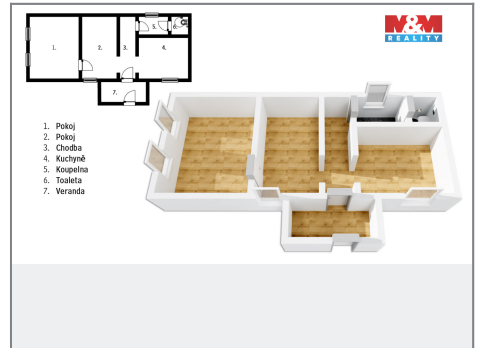 1.
2.
3.
4.
5.
6.
7.
M&M
REALITY
1. Pokoj
2. Pokoj
3. Chodba
4. Kuchyně
5. Koupelna
6. Toaleta
7. Veranda